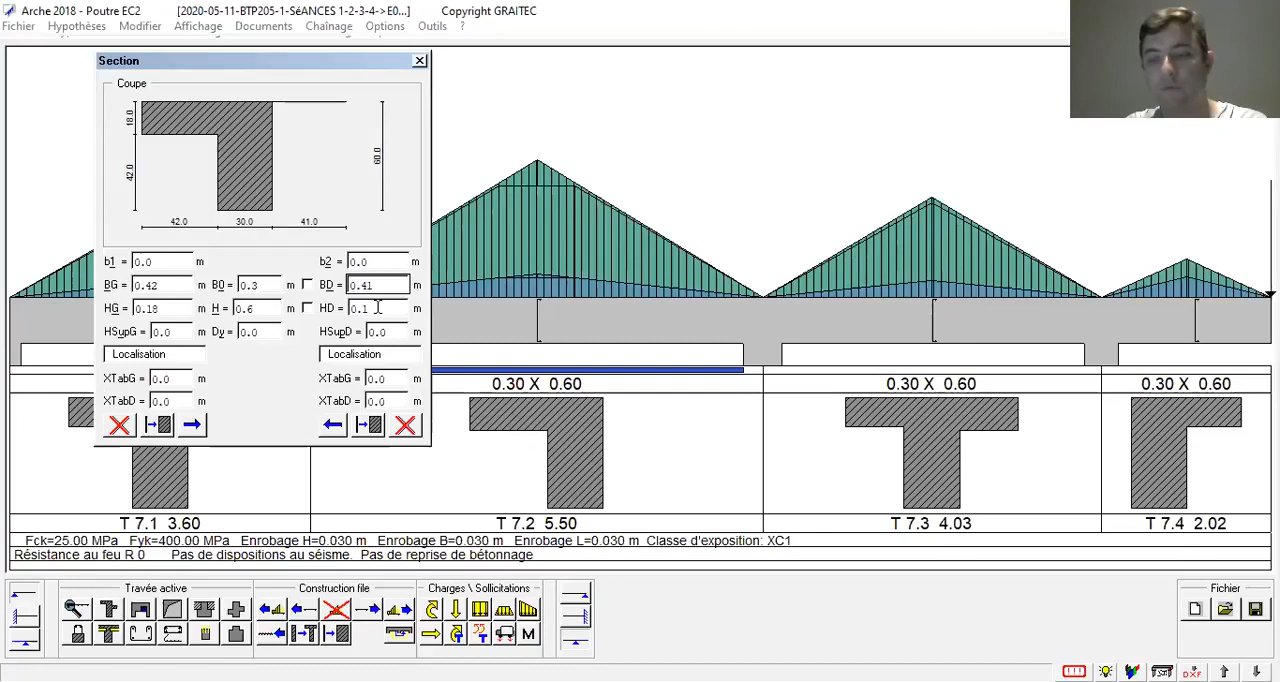 Arche 2018 - Poutre EC2 [2020-05-11-BTP205-1-SéANCES 1-2-3-4->E0...] Copyright GRAITEC
Fichier Hypothèses Modifier Affichage Documents Chaînage Options Outils ?
Section
Coupe
18.0
42.0
60.0
42.0 30.0 41.0
b1 = 0.0 m b2 = 0.0 m
BG = 0.42 m B0 = 0.3 m BD = 0.41 m
HG = 0.18 m H = 0.6 m HD = 0.1 m
HSupG = 0.0 m Dy = 0.0 m HSupD = 0.0 m
Localisation Localisation
XTabG = 0.0 m XTabG = 0.0 m
XTabD = 0.0 m XTabD = 0.0 m
0.30 X 0.60 0.30 X 0.60 0.30 X 0.60
T 7.1 3.60 T 7.2 5.50 T 7.3 4.03 T 7.4 2.02
Fck=25.00 MPa Fyk=400.00 MPa Enrobage H=0.030 m Enrobage B=0.030 m Enrobage L=0.030 m Classe d'exposition: XC1
Résistance au feu R 0 Pas de dispositions au séisme. Pas de reprise de bétonnage
Travée active Construction file Charges \ Sollicitations Fichier
M
DXF